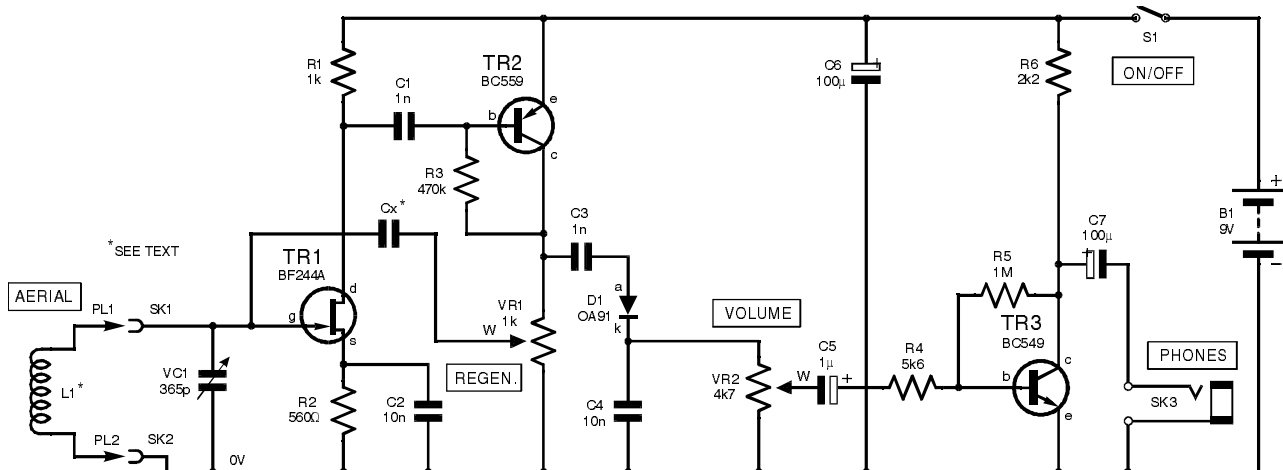 R1
1k
C1
1n
TR2
BC559
e
b
c
R3
470k
C6
+
100µ
R6
2k2
S1
ON/OFF
+
B1
9V
−
Cx*
*SEE TEXT
C3
1n
TR1
BF244A
d
g
s
AERIAL
PL1
SK1
L1*
VC1
365p
PL2
SK2
0V
R2
560Ω
C2
10n
VR1
1k
W
REGEN.
a
D1
OA91
k
C4
10n
VOLUME
VR2
4k7
W
C5
1µ
+
R4
5k6
R5
1M
TR3
BC549
c
b
e
C7
100µ
+
PHONES
SK3